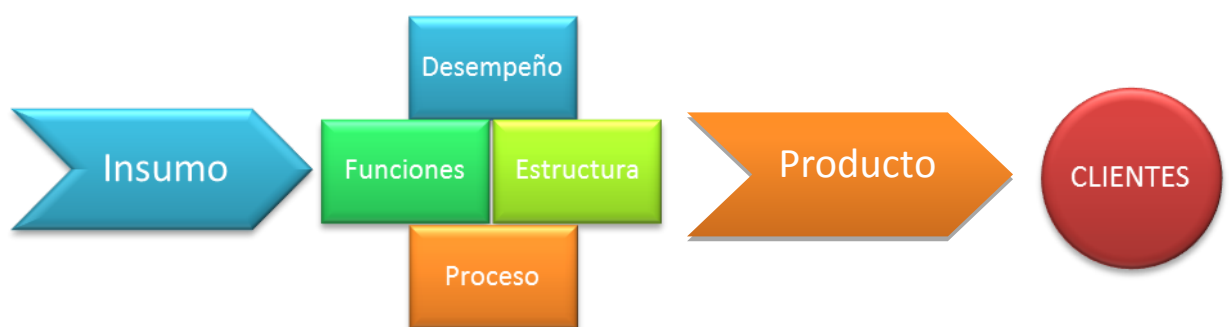 Insumo
Desempeño
Funciones
Estructura
Proceso
Producto
CLIENTES